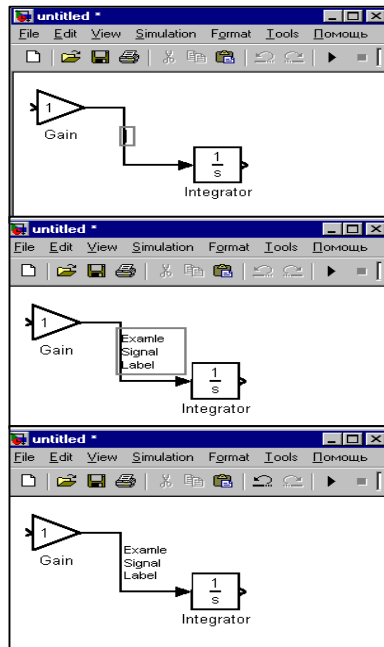 untitled *
File Edit View Simulation Format Tools Помощь
1
Gain
1
s
Integrator
untitled *
File Edit View Simulation Format Tools Помощь
1
Gain
Examle
Signal
Label
1
s
Integrator
untitled *
File Edit View Simulation Format Tools Помощь
1
Gain
Examle
Signal
Label
1
s
Integrator